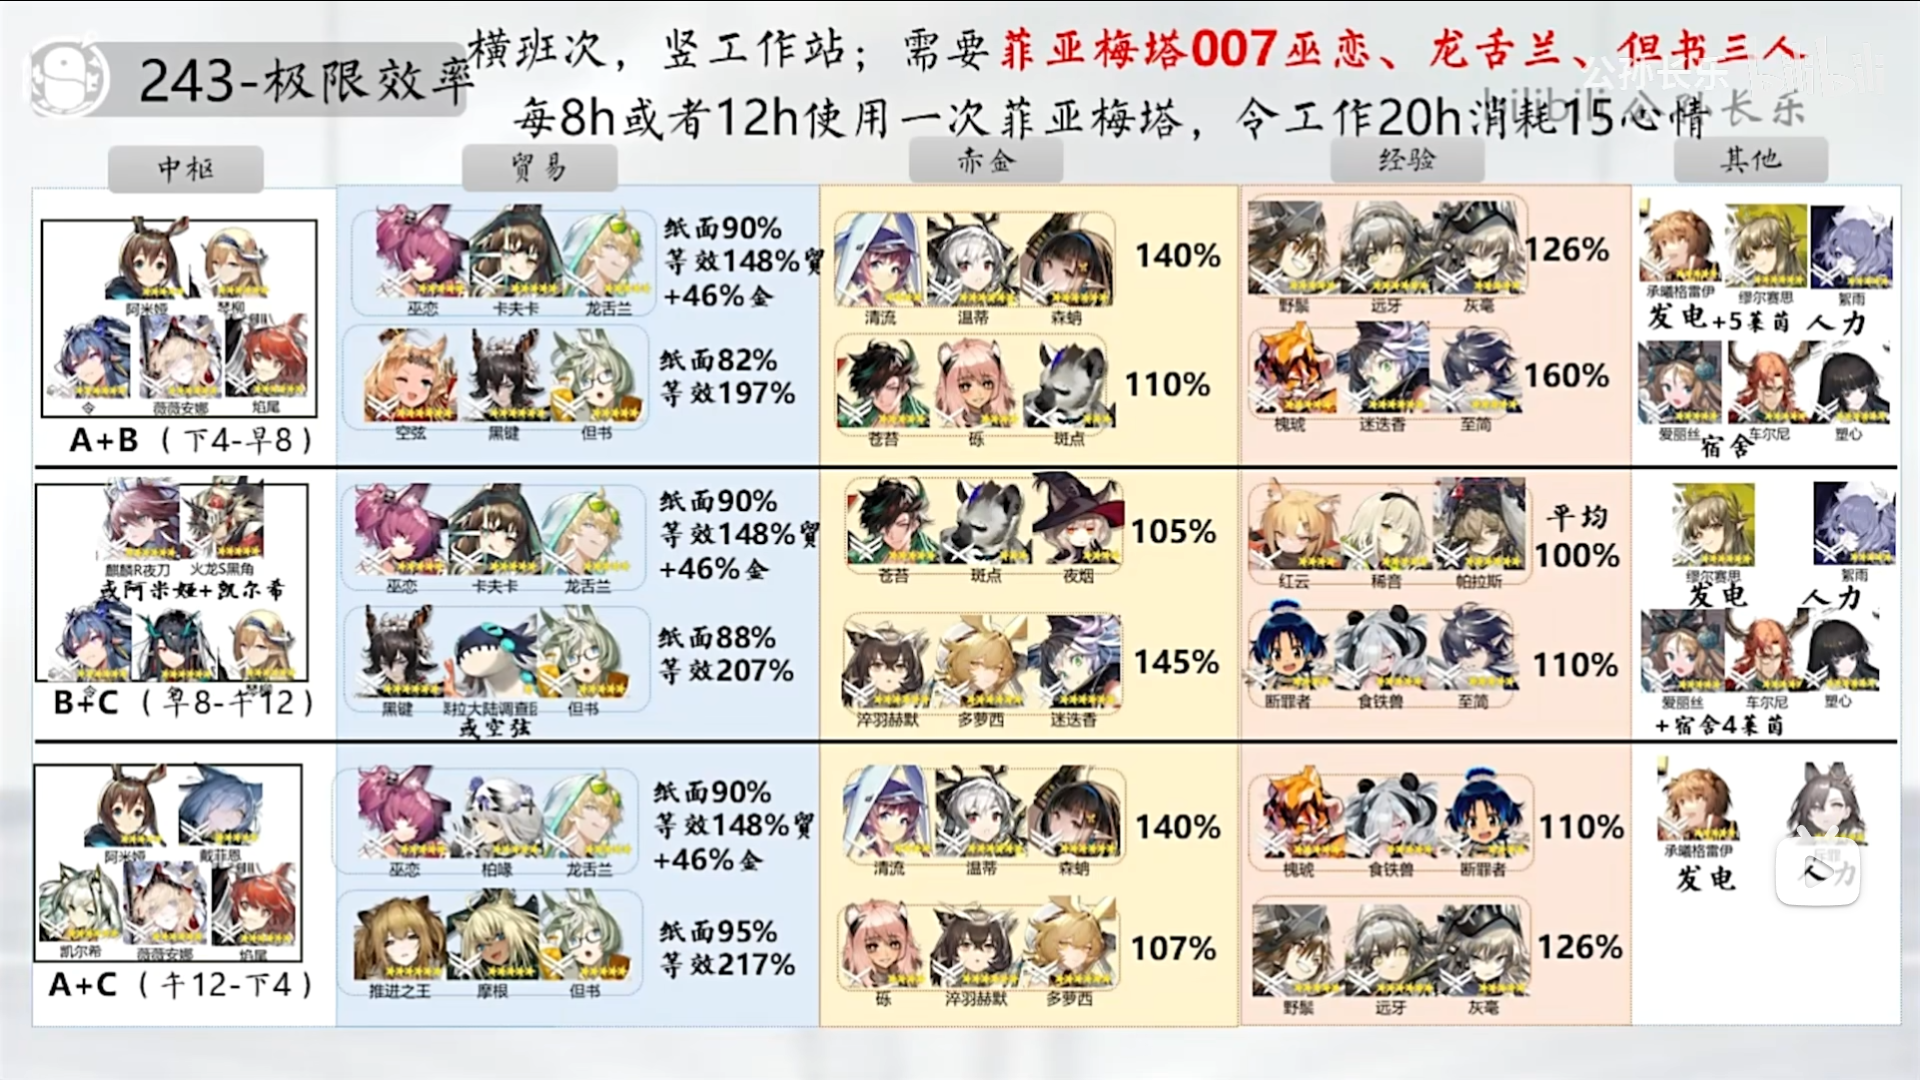 243-极限效率
横班次，竖工作站；需要菲亚梅塔007巫恋、龙舌兰、但书三人
每8h或者12h使用一次菲亚梅塔，令工作20h消耗15心情
公孙长乐 bilibili
bilibili 公孙长乐
中枢
贸易
赤金
经验
其他
阿米娅 琴柳
令 薇薇安娜 焰尾
A+B （下4-早8）
巫恋 卡夫卡 龙舌兰
纸面90%
等效148%贸
+46%金
空弦 黑键 但书
纸面82%
等效197%
清流 温蒂 森蚺
140%
苍苔 砾 斑点
110%
野鬃 远牙 灰毫
126%
槐琥 迷迭香 至简
160%
承曦格雷伊 缪尔赛思 絮雨
发电+5莱茵 人力
爱丽丝 车尔尼 塑心
宿舍
麒麟R夜刀 火龙S黑角
或阿米娅+凯尔希
令 夕 琴柳
B+C （早8-午12）
巫恋 卡夫卡 龙舌兰
纸面90%
等效148%贸
+46%金
黑键 拉大陆调查 但书
或空弦
纸面88%
等效207%
苍苔 斑点 夜烟
105%
淬羽赫默 多萝西 迷迭香
145%
红云 稀音 帕拉斯
平均
100%
断罪者 食铁兽 至简
110%
缪尔赛思 絮雨
发电 人力
爱丽丝 车尔尼 塑心
+宿舍4莱茵
阿米娅 戴菲恩
凯尔希 薇薇安娜 焰尾
A+C （午12-下4）
巫恋 柏喙 龙舌兰
纸面90%
等效148%贸
+46%金
推进之王 摩根 但书
纸面95%
等效217%
清流 温蒂 森蚺
140%
砾 淬羽赫默 多萝西
107%
槐琥 食铁兽 断罪者
110%
野鬃 远牙 灰毫
126%
承曦格雷伊
发电 人力